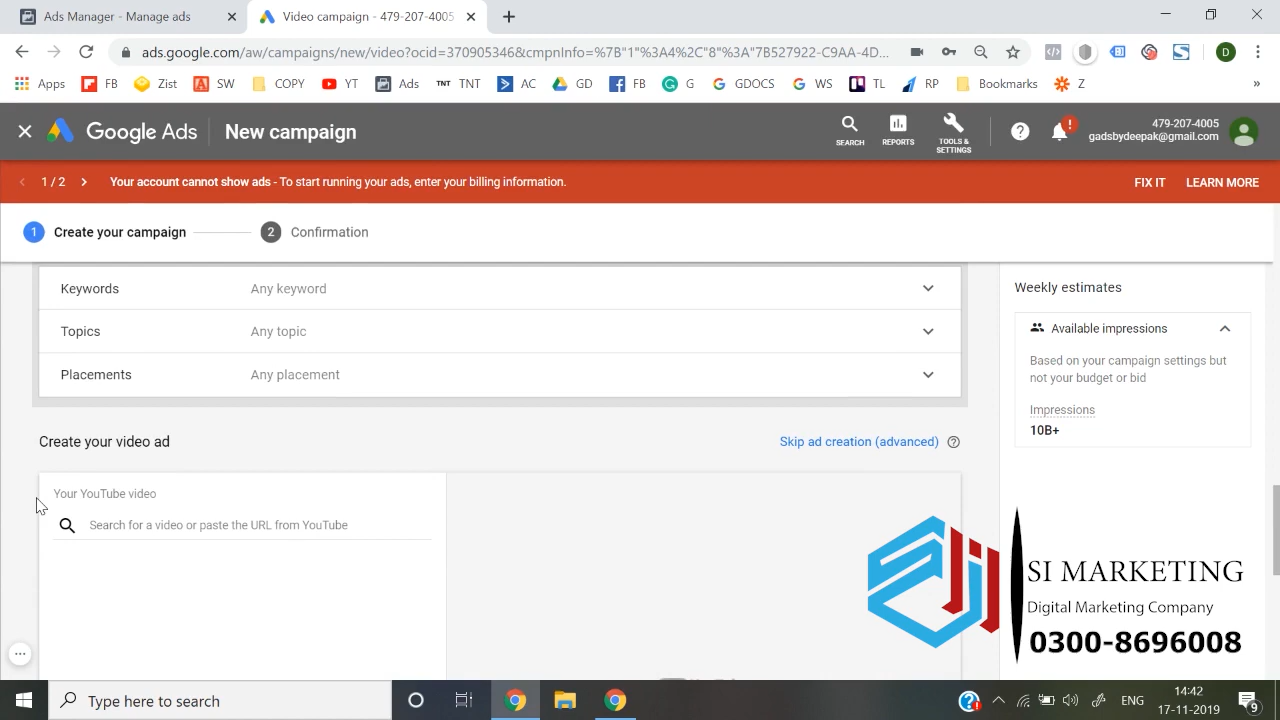 Ads Manager - Manage ads
Video campaign - 479-207-4005
ads.google.com/aw/campaigns/new/video?ocid=370905346&cmpnInfo=%7B"1"%3A4%2C"8"%3A"7B527922-C9AA-4D...
Apps FB Zist SW COPY YT Ads TNT TNT AC GD FB G GDOCS WS TL RP Bookmarks Z »
D
Google Ads New campaign
SEARCH REPORTS TOOLS & SETTINGS
479-207-4005
gadsbydeepak@gmail.com
1 / 2 Your account cannot show ads - To start running your ads, enter your billing information. FIX IT LEARN MORE
1 Create your campaign 2 Confirmation
Keywords Any keyword
Topics Any topic
Placements Any placement
Create your video ad Skip ad creation (advanced)
Your YouTube video
Search for a video or paste the URL from YouTube
Weekly estimates
Available impressions
Based on your campaign settings but
not your budget or bid
Impressions
10B+
SI MARKETING
Digital Marketing Company
0300-8696008
Type here to search
ENG
14:42
17-11-2019
9